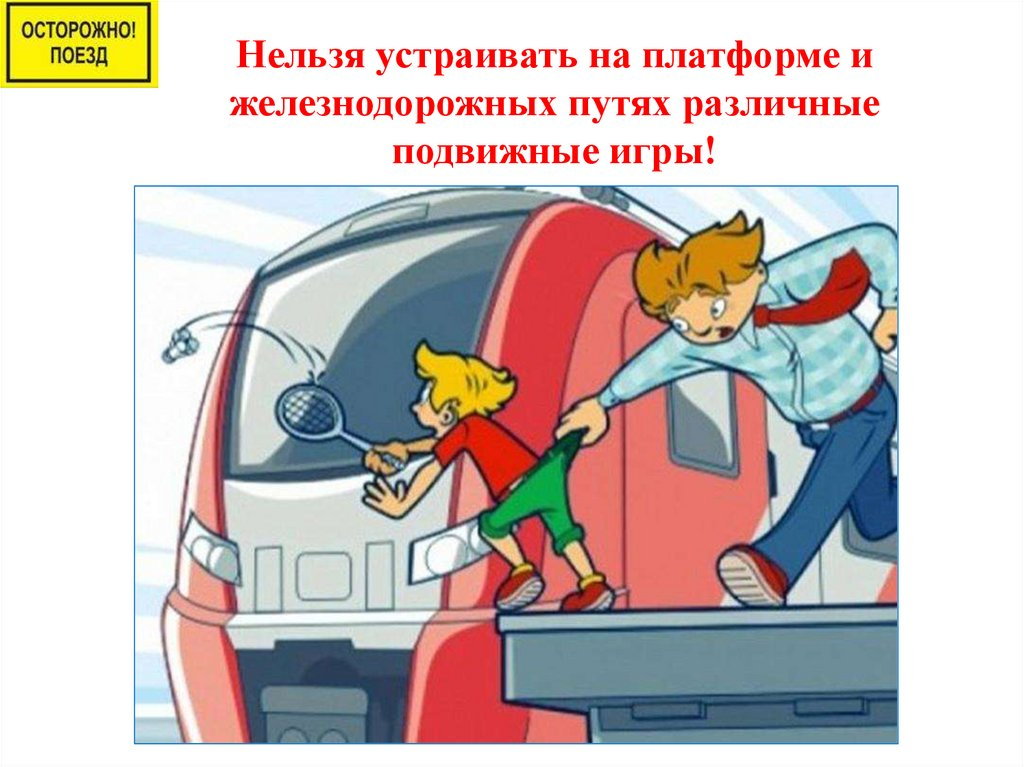 ОСТОРОЖНО!
ПОЕЗД
Нельзя устраивать на платформе и
железнодорожных путях различные
подвижные игры!